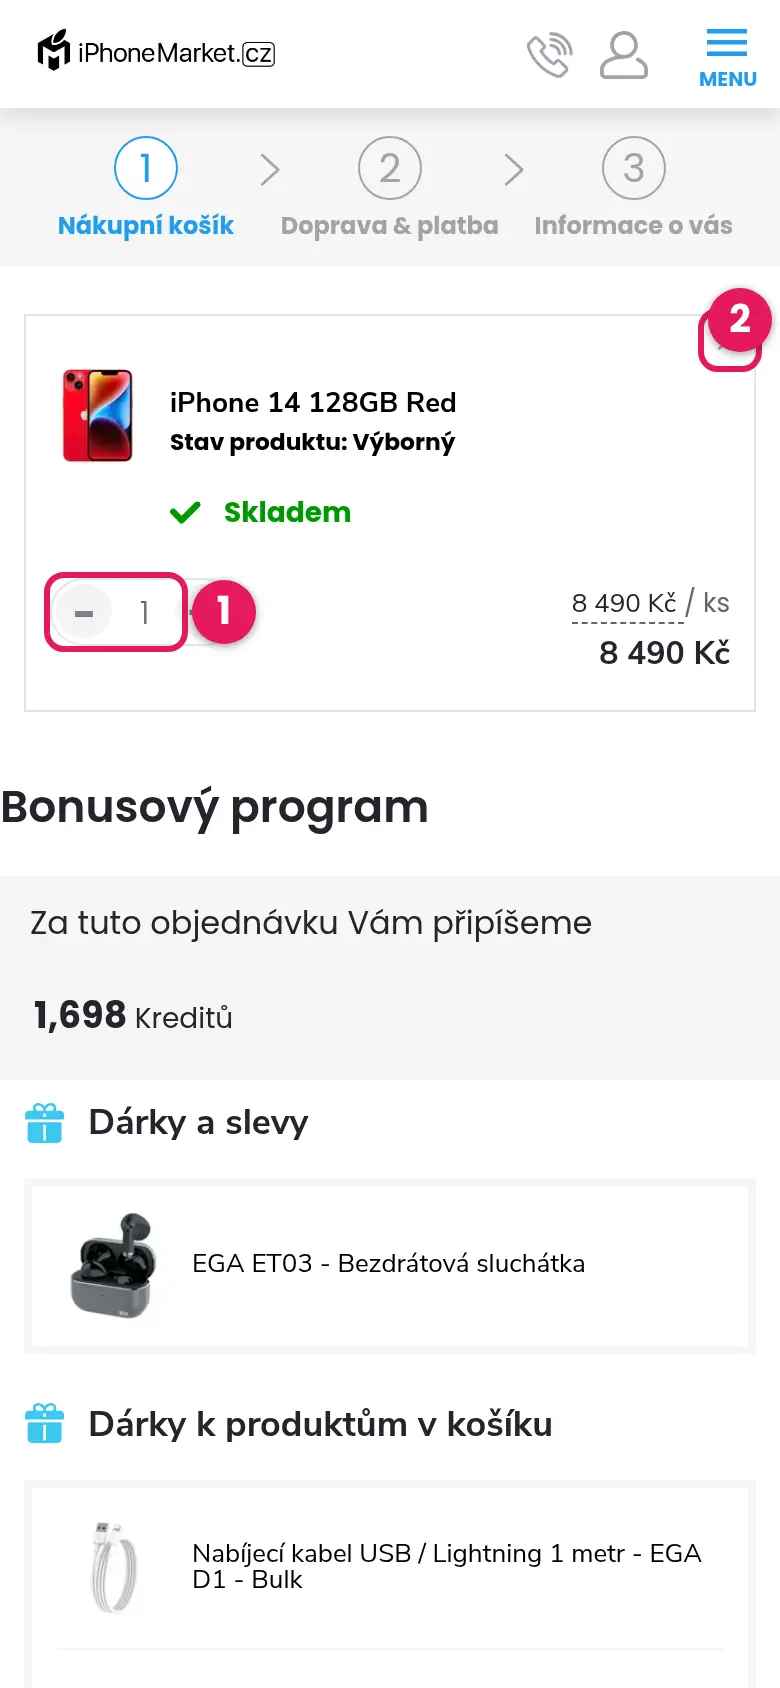 iPhoneMarket.CZ
MENU
1
2
3
Nákupní košík
Doprava & platba
Informace o vás
2
iPhone 14 128GB Red
Stav produktu: Výborný
Skladem
1
1
8 490 Kč / ks
8 490 Kč
Bonusový program
Za tuto objednávku Vám připíšeme
1,698 Kreditů
Dárky a slevy
EGA ET03 - Bezdrátová sluchátka
Dárky k produktům v košíku
Nabíjecí kabel USB / Lightning 1 metr - EGA
D1 - Bulk